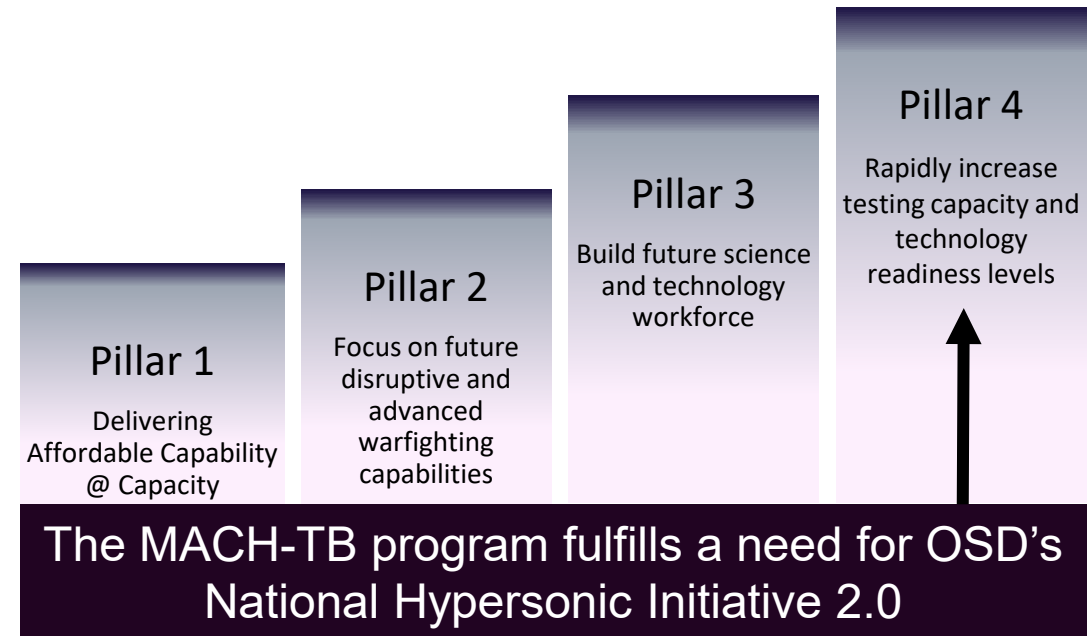 Pillar 1
Delivering
Affordable Capability
@ Capacity
Pillar 2
Focus on future
disruptive and
advanced
warfighting
capabilities
Pillar 3
Build future science
and technology
workforce
Pillar 4
Rapidly increase
testing capacity and
technology
readiness levels
The MACH-TB program fulfills a need for OSD’s
National Hypersonic Initiative 2.0